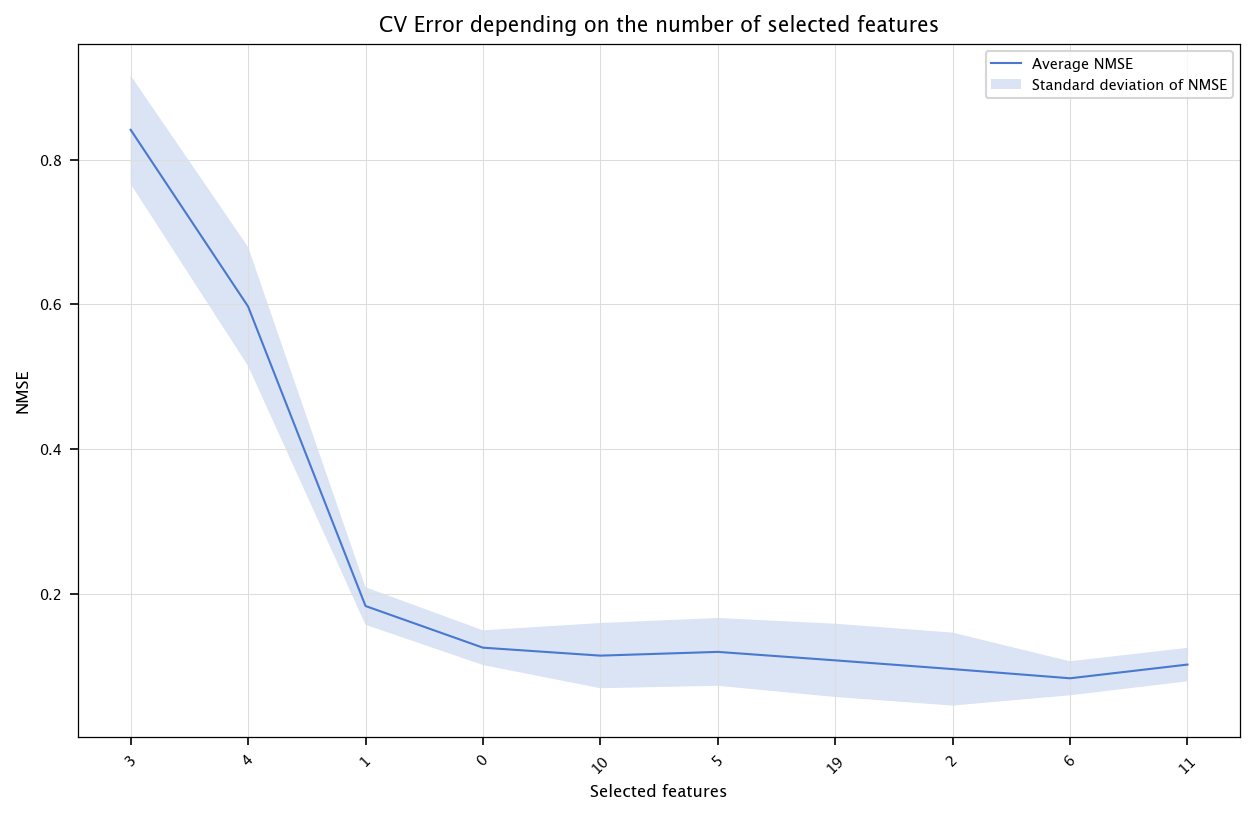 CV Error depending on the number of selected features
Average NMSE
Standard deviation of NMSE
NMSE
0.8
0.6
0.4
0.2
3 4 1 0 10 5 19 2 6 11
Selected features